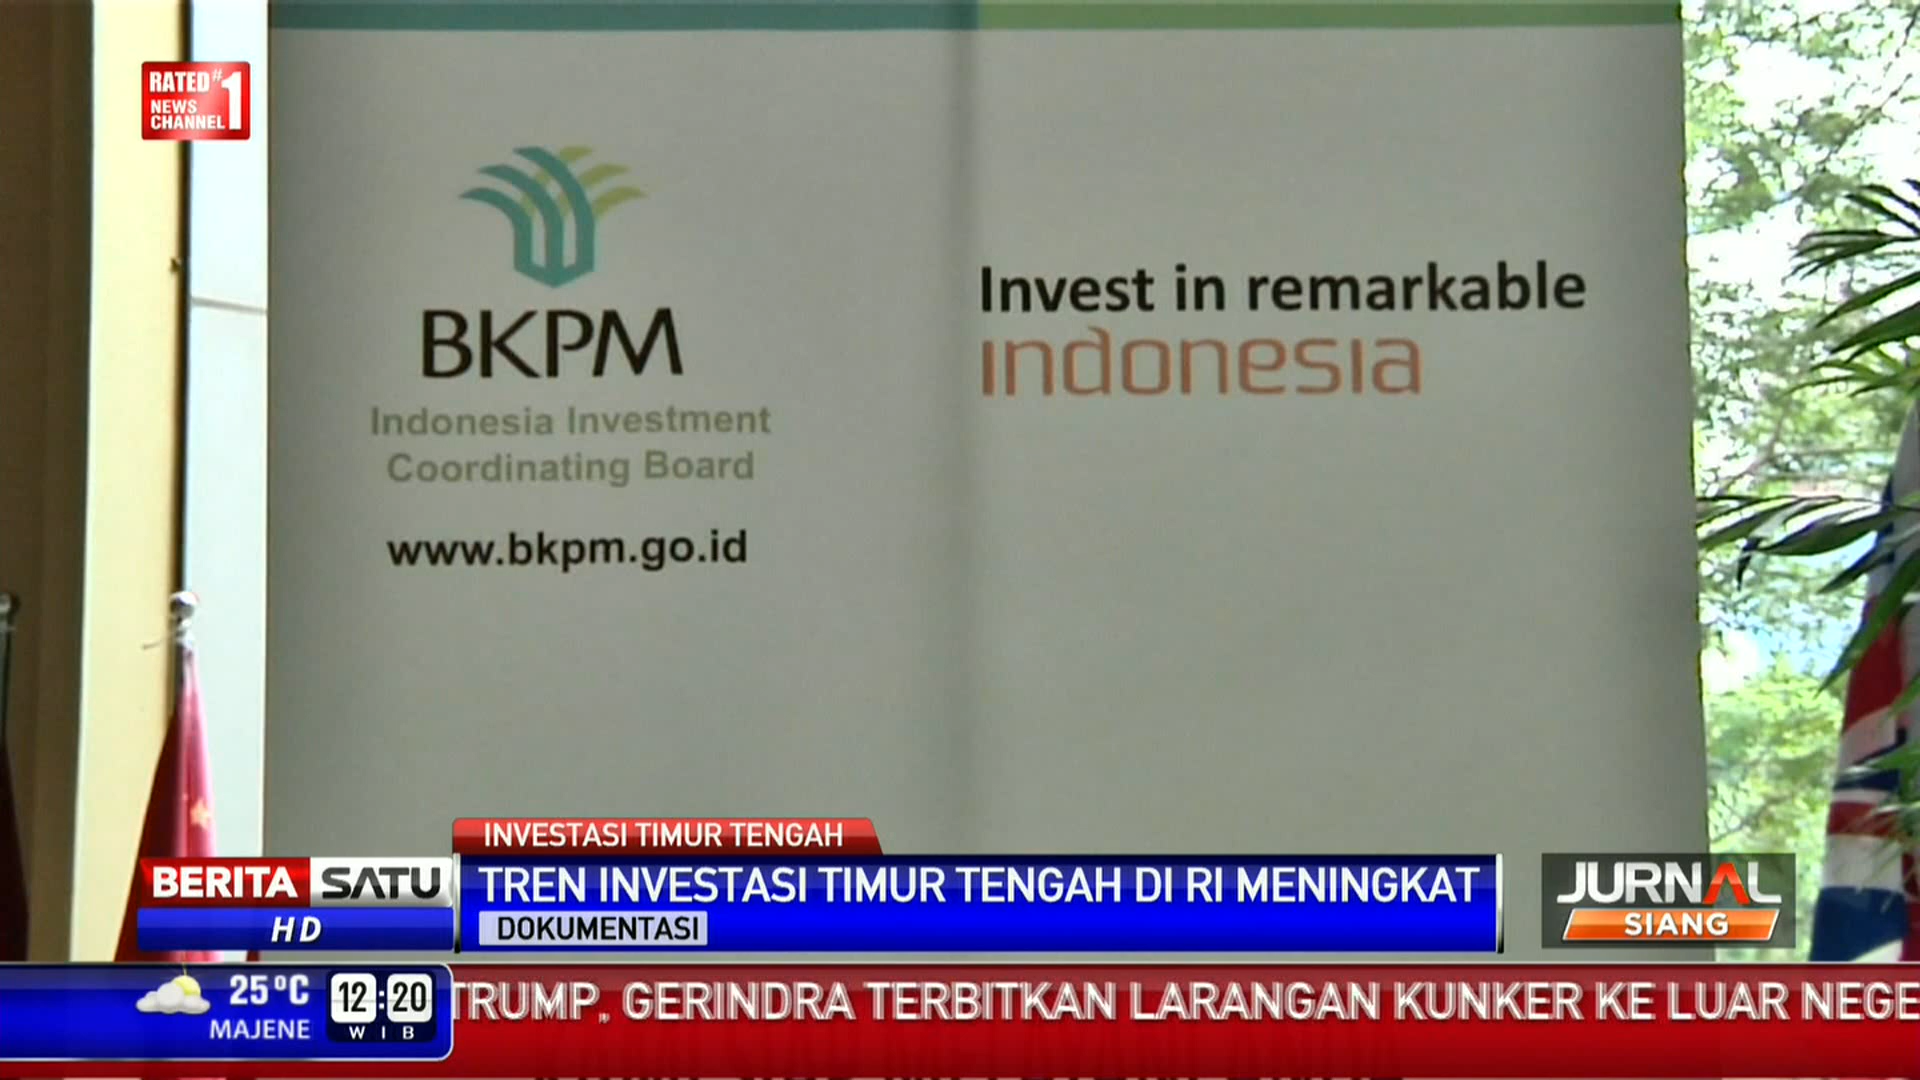 RATED #1
NEWS
CHANNEL
BKPM
Indonesia Investment
Coordinating Board
www.bkpm.go.id
Invest in remarkable
indonesia
INVESTASI TIMUR TENGAH
BERITA SATU
HD
TREN INVESTASI TIMUR TENGAH DI RI MENINGKAT
DOKUMENTASI
JURNAL
SIANG
25°C
MAJENE
12:20
WIB
TRUMP, GERINDRA TERBITKAN LARANGAN KUNKER KE LUAR NEGE